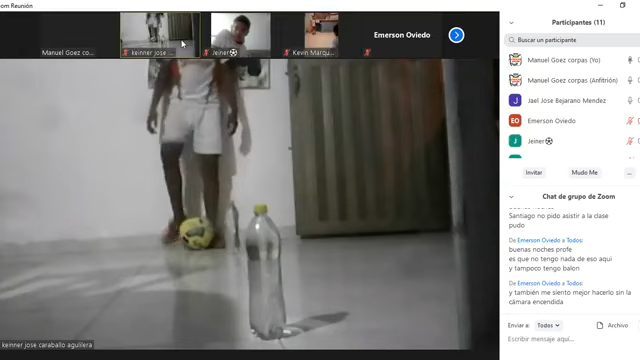 om Reunión
Manuel Goez co...
keinner jose ...
Jeiner⚽
Kevin Marqu...
Emerson Oviedo
keinner jose caraballo aguilera
Participantes (11)
Buscar un participante
Manuel Goez corpas (Yo)
Manuel Goez corpas (Anfitrión)
J Jael Jose Bejarano Mendez
EO Emerson Oviedo
J Jeiner⚽
Invitar Mudo Me ...
Chat de grupo de Zoom
Santiago no pido asistir a la clase
pudo
De Emerson Oviedo a Todos:
buenas noches profe
es que no tengo nada de eso aqui
y tampoco tengo balon
De Emerson Oviedo a Todos:
y también me siento mejor hacerlo sin la
cámara encendida
Enviar a: Todos Archivo
Escribir mensaje aquí...